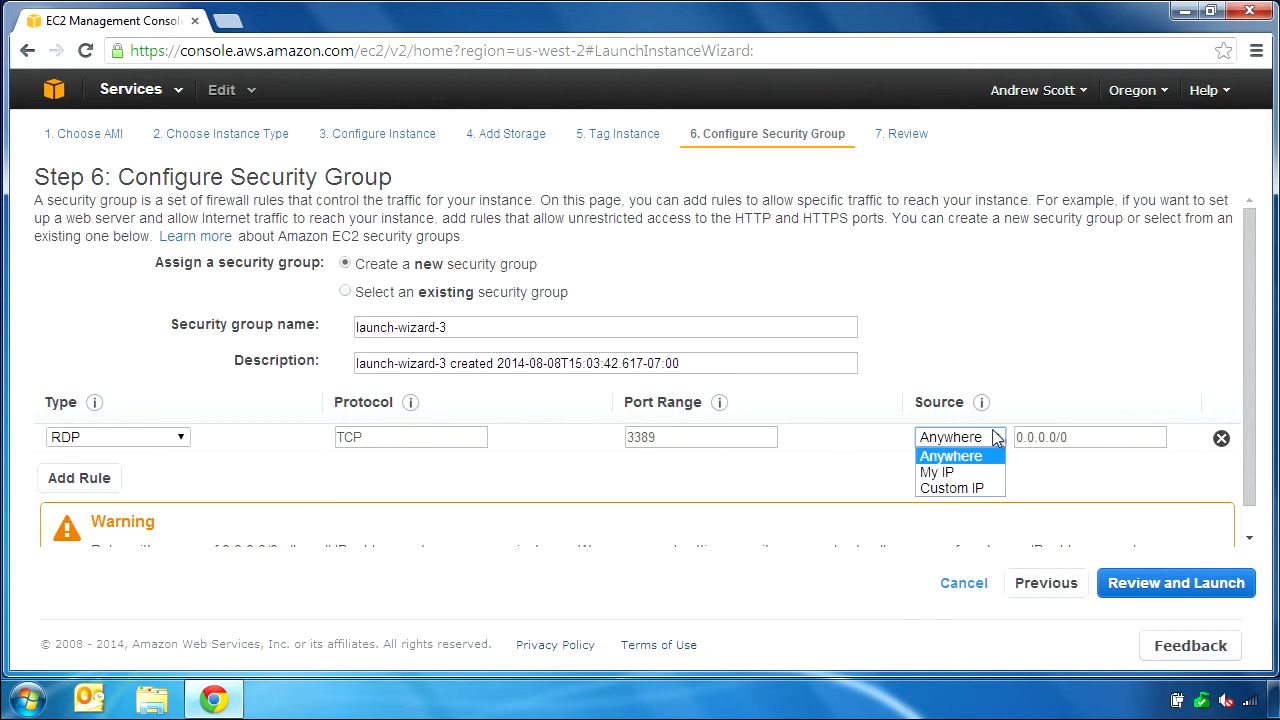 EC2 Management Consol
https://console.aws.amazon.com/ec2/v2/home?region=us-west-2#LaunchInstanceWizard:
Services Edit Andrew Scott Oregon Help
1. Choose AMI 2. Choose Instance Type 3. Configure Instance 4. Add Storage 5. Tag Instance 6. Configure Security Group 7. Review
Step 6: Configure Security Group
A security group is a set of firewall rules that control the traffic for your instance. On this page, you can add rules to allow specific traffic to reach your instance. For example, if you want to set
up a web server and allow Internet traffic to reach your instance, add rules that allow unrestricted access to the HTTP and HTTPS ports. You can create a new security group or select from an
existing one below. Learn more about Amazon EC2 security groups.
Assign a security group: Create a new security group
Select an existing security group
Security group name: launch-wizard-3
Description: launch-wizard-3 created 2014-08-08T15:03:42.617-07:00
Type Protocol Port Range Source
RDP TCP 3389 Anywhere 0.0.0.0/0
Anywhere
My IP
Custom IP
Add Rule
Warning
Cancel Previous Review and Launch
© 2008 - 2014, Amazon Web Services, Inc. or its affiliates. All rights reserved. Privacy Policy Terms of Use
Feedback